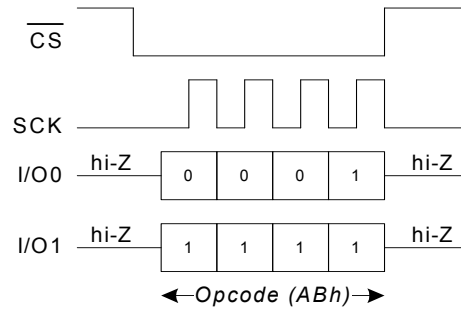 CS
SCK
hi-Z hi-Z
I/O0 0 0 0 1
hi-Z hi-Z
I/O1 1 1 1 1
Opcode (ABh)